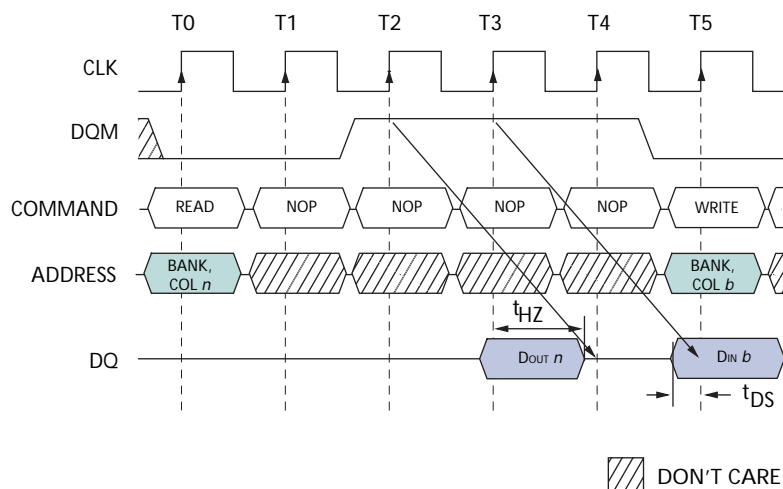 T0 T1 T2 T3 T4 T5
CLK
DQM
COMMAND READ NOP NOP NOP NOP WRITE
ADDRESS BANK, COL n BANK, COL b
tHZ
DQ DOUT n DIN b
tDS
DON'T CARE